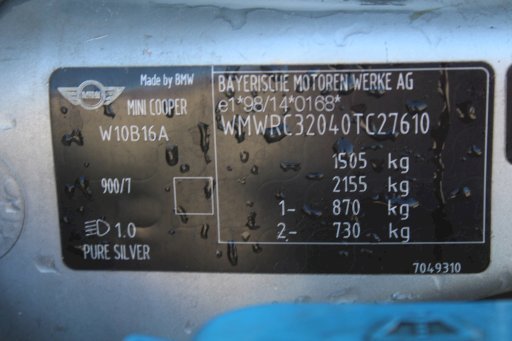 MINI
Made by BMW
MINI COOPER
W10B16A
900/7
1.0
PURE SILVER
BAYERISCHE MOTOREN WERKE AG
e1*98/14*0168*
WMWRC32040TC27610
1505 kg
2155 kg
1- 870 kg
2- 730 kg
7049310